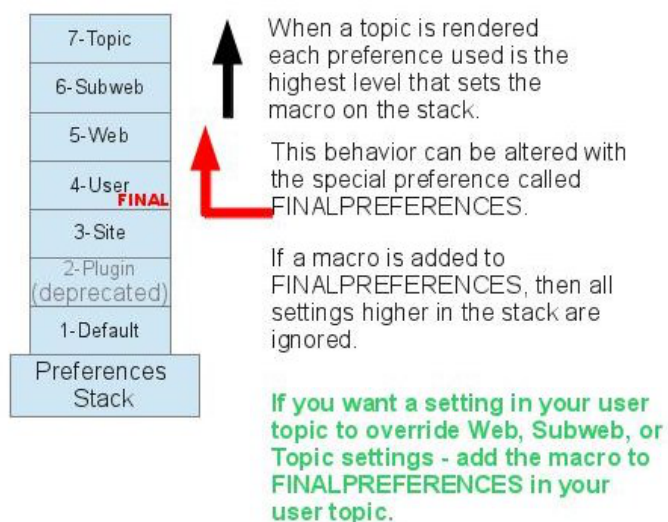 7-Topic
6-Subweb
5-Web
4-User
FINAL
3-Site
2-Plugin
(deprecated)
1-Default
Preferences
Stack
When a topic is rendered
each preference used is the
highest level that sets the
macro on the stack.
This behavior can be altered with
the special preference called
FINALPREFERENCES.
If a macro is added to
FINALPREFERENCES, then all
settings higher in the stack are
ignored.
If you want a setting in your user
topic to override Web, Subweb, or
Topic settings - add the macro to
FINALPREFERENCES in your
user topic.